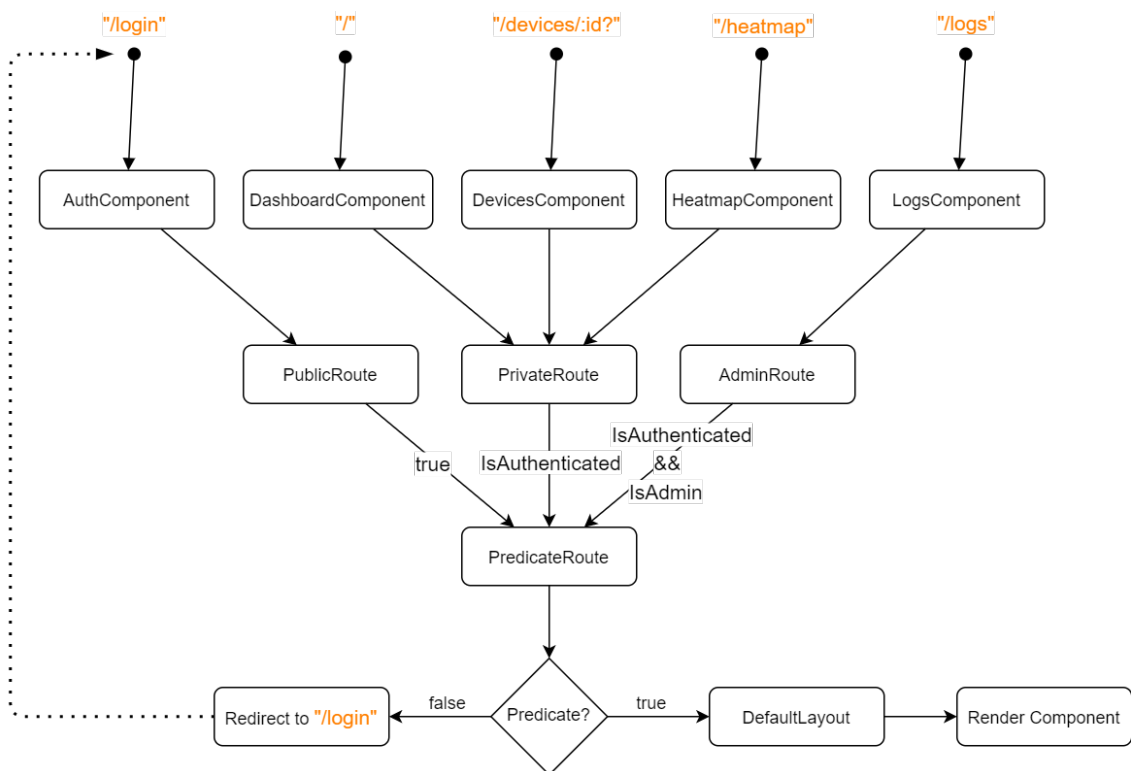 "/login"
"/"
"/devices/:id?"
"/heatmap"
"/logs"
AuthComponent
DashboardComponent
DevicesComponent
HeatmapComponent
LogsComponent
PublicRoute
PrivateRoute
AdminRoute
true
IsAuthenticated
IsAuthenticated
&&
IsAdmin
PredicateRoute
Redirect to "/login"
false
Predicate?
true
DefaultLayout
Render Component